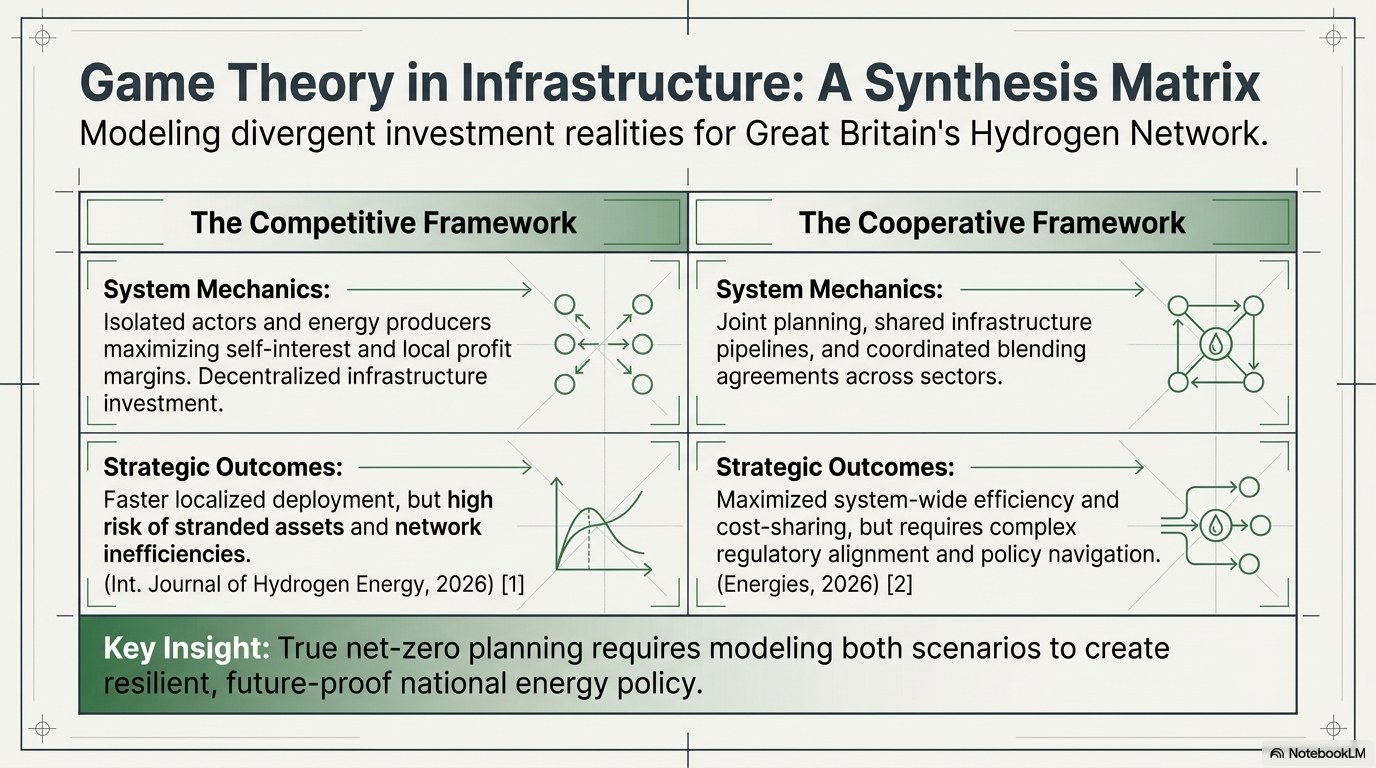 Game Theory in Infrastructure: A Synthesis Matrix
Modeling divergent investment realities for Great Britain's Hydrogen Network.
The Competitive Framework
The Cooperative Framework
System Mechanics:
Isolated actors and energy producers
maximizing self-interest and local profit
margins. Decentralized infrastructure
investment.
System Mechanics:
Joint planning, shared infrastructure
pipelines, and coordinated blending
agreements across sectors.
Strategic Outcomes:
Faster localized deployment, but high
risk of stranded assets and network
inefficiencies.
(Int. Journal of Hydrogen Energy, 2026) [1]
Strategic Outcomes:
Maximized system-wide efficiency and
cost-sharing, but requires complex
regulatory alignment and policy navigation.
(Energies, 2026) [2]
Key Insight: True net-zero planning requires modeling both scenarios to create
resilient, future-proof national energy policy.
NotebookLM